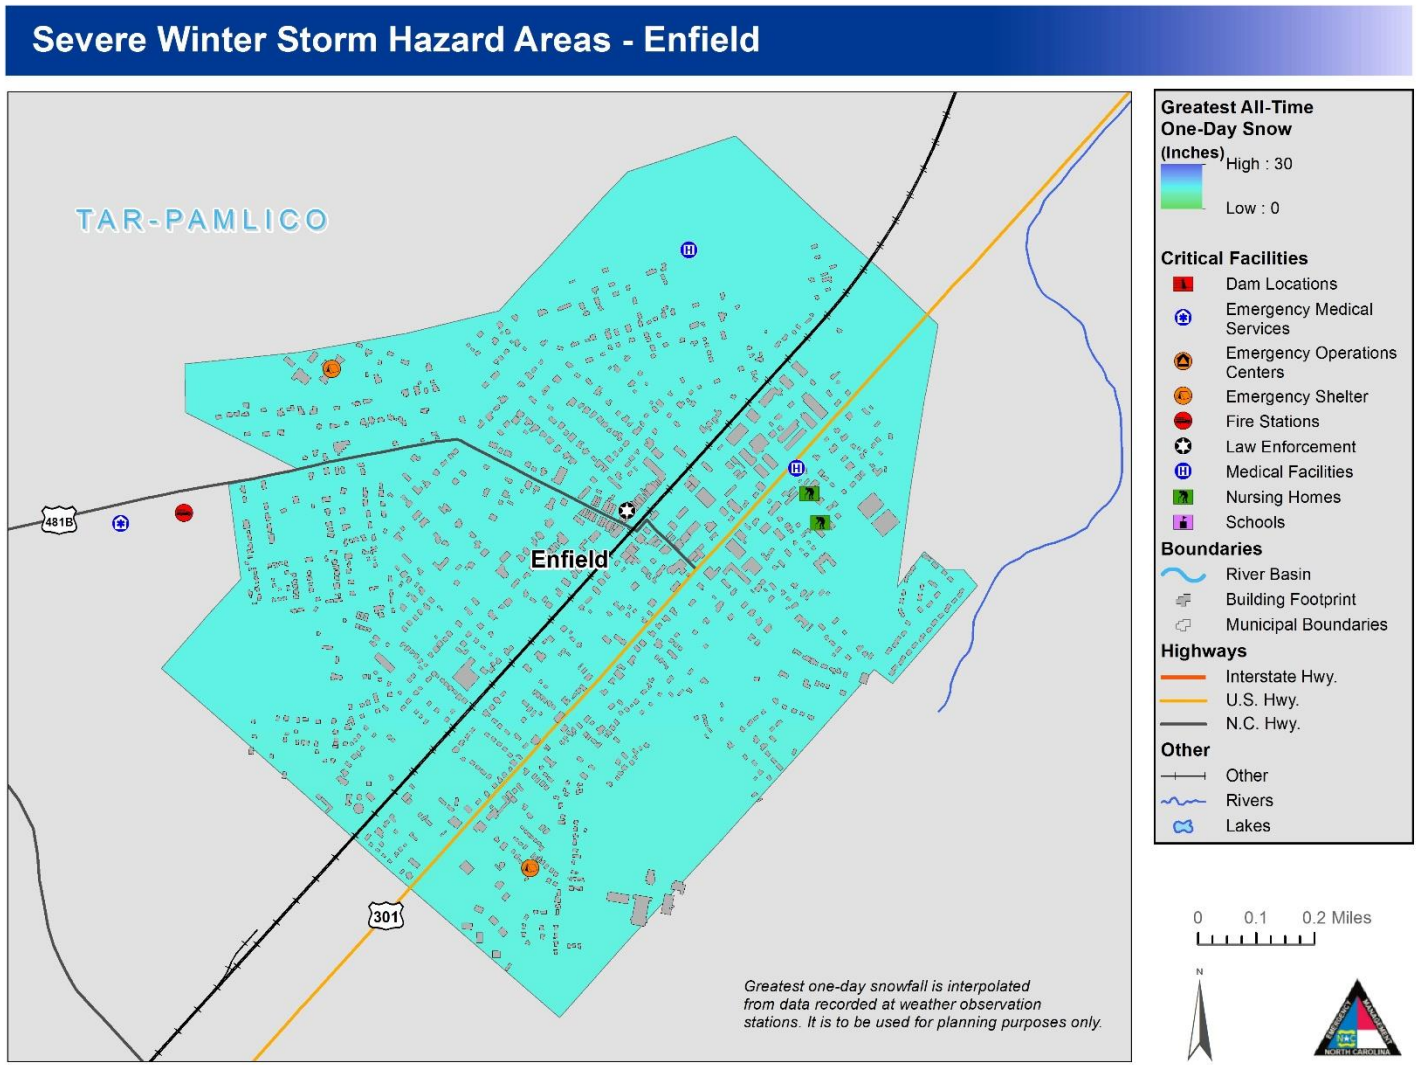 Severe Winter Storm Hazard Areas - Enfield
TAR-PAMLICO
481B
Enfield
301
Greatest one-day snowfall is interpolated
from data recorded at weather observation
stations. It is to be used for planning purposes only.
Greatest All-Time
One-Day Snow
(Inches)
High : 30
Low : 0
Critical Facilities
Dam Locations
Emergency Medical
Services
Emergency Operations
Centers
Emergency Shelter
Fire Stations
Law Enforcement
Medical Facilities
Nursing Homes
Schools
Boundaries
River Basin
Building Footprint
Municipal Boundaries
Highways
Interstate Hwy.
U.S. Hwy.
N.C. Hwy.
Other
Other
Rivers
Lakes
0 0.1 0.2 Miles
N
EMERGENCY
MANAGEMENT
N C
NORTH CAROLINA